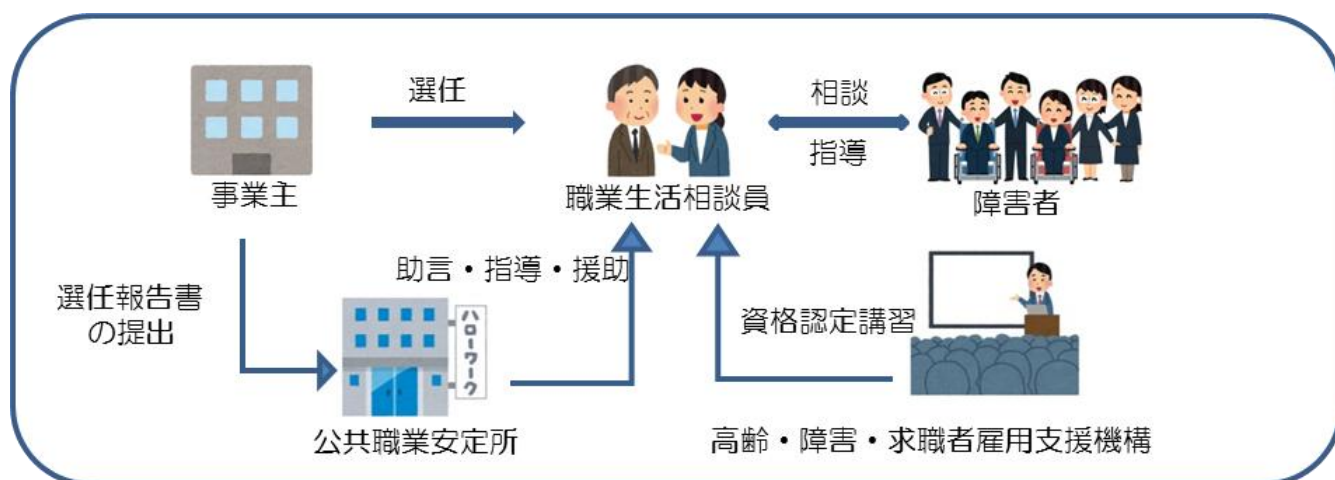 選任
相談
指導
事業主
職業生活相談員
障害者
選任報告書
の提出
助言・指導・援助
ハローワーク
資格認定講習
公共職業安定所
高齢・障害・求職者雇用支援機構